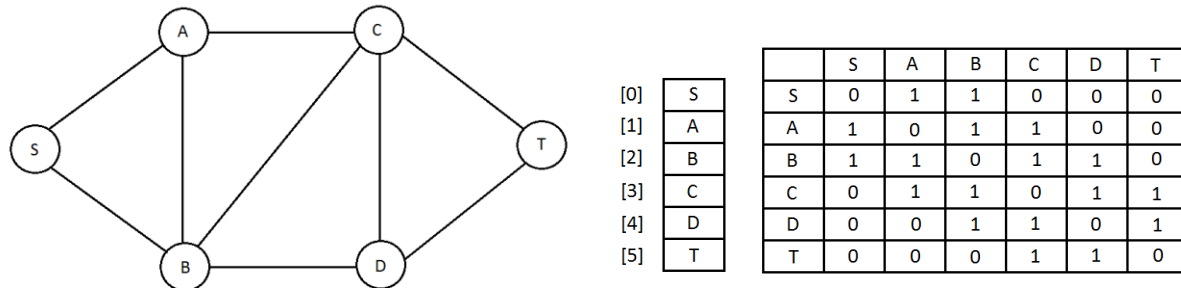 A C
S T
B D
[0] S
[1] A
[2] B
[3] C
[4] D
[5] T
S A B C D T
S 0 1 1 0 0 0
A 1 0 1 1 0 0
B 1 1 0 1 1 0
C 0 1 1 0 1 1
D 0 0 1 1 0 1
T 0 0 0 1 1 0